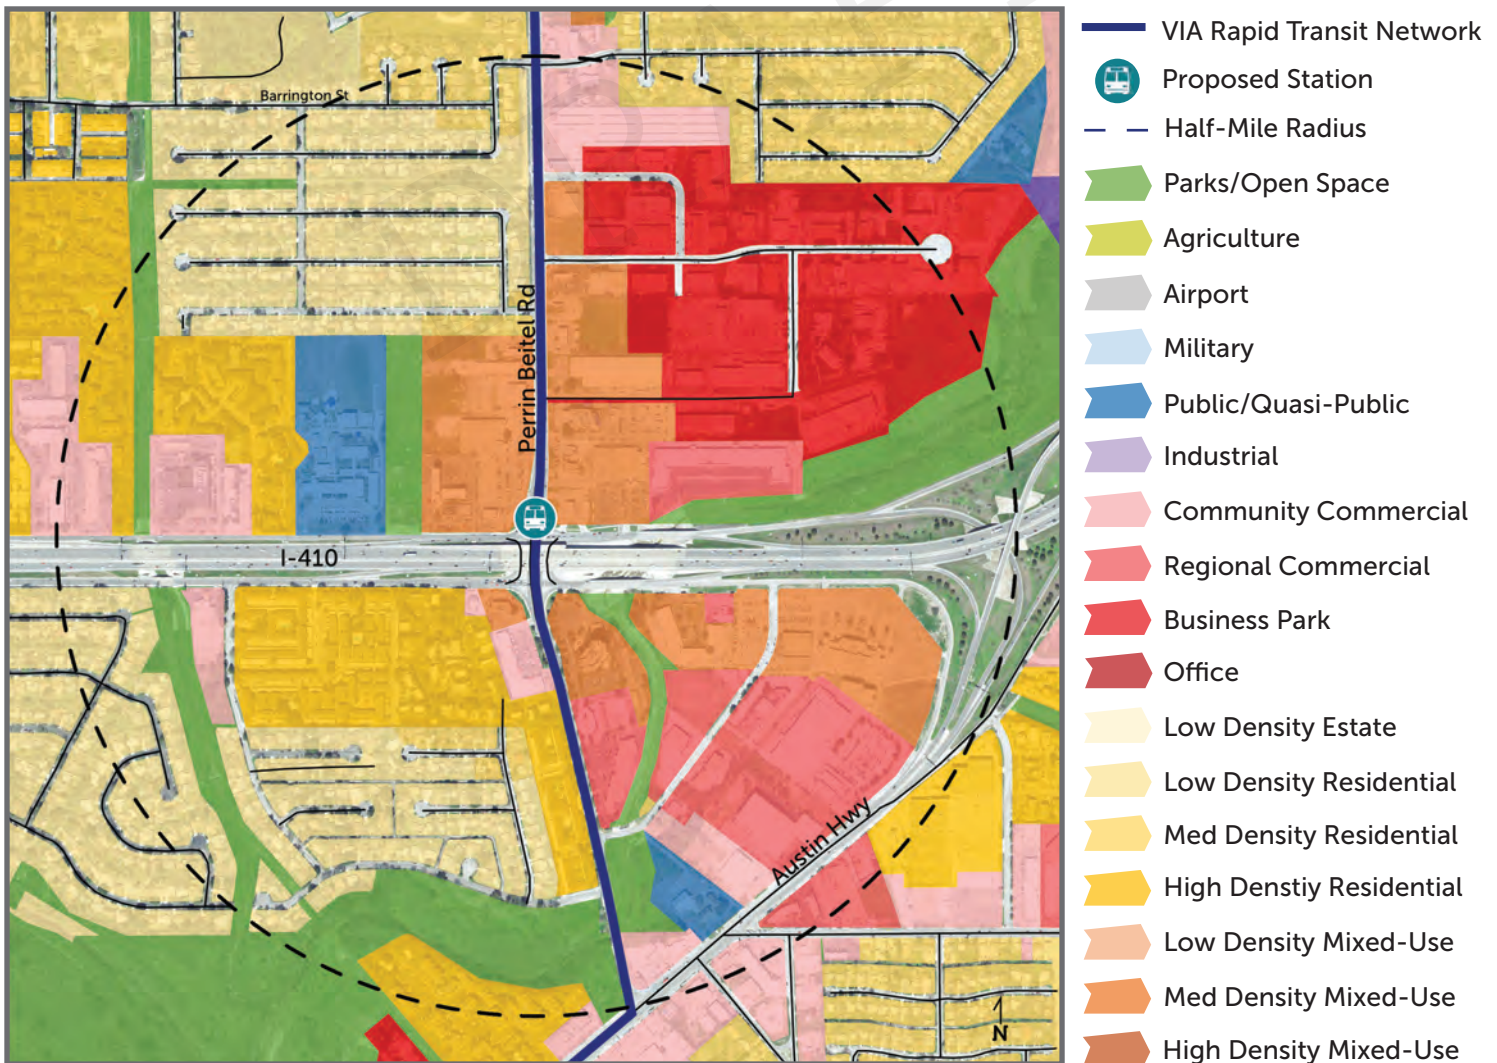 VIA Rapid Transit Network
Proposed Station
Half-Mile Radius
Parks/Open Space
Agriculture
Airport
Military
Public/Quasi-Public
Industrial
Community Commercial
Regional Commercial
Business Park
Office
Low Density Estate
Low Density Residential
Med Density Residential
High Denstiy Residential
Low Density Mixed-Use
Med Density Mixed-Use
High Density Mixed-Use
Barrington St
Perrin Beitel Rd
I-410
Austin Hwy
N